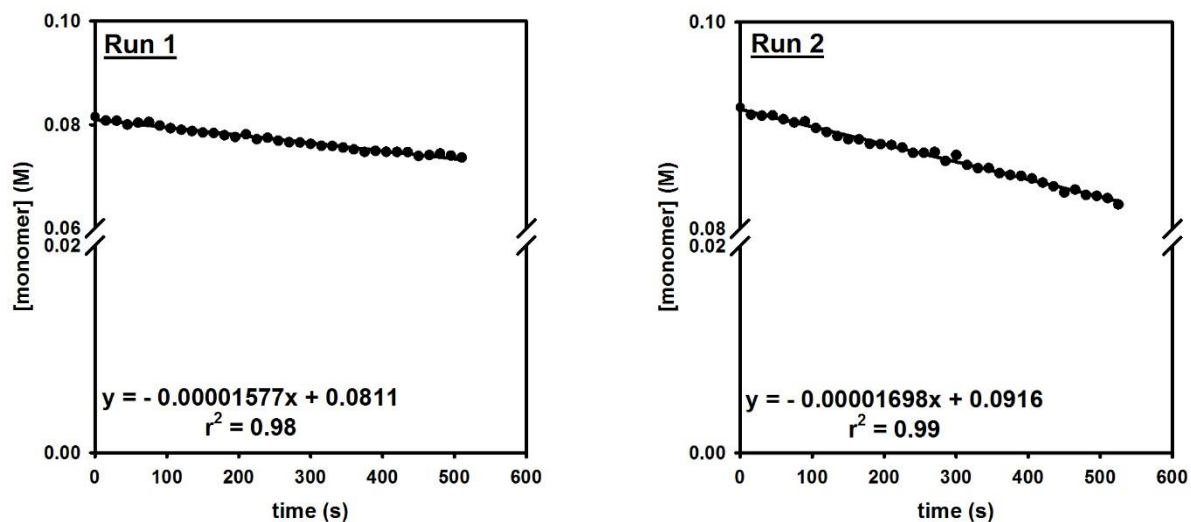 Run 1
0.10
0.08
0.06
0.02
0.00
[monomer] (M)
y = - 0.00001577x + 0.0811
r² = 0.98
0 100 200 300 400 500 600
time (s)
Run 2
0.10
0.08
0.02
0.00
[monomer] (M)
y = - 0.00001698x + 0.0916
r² = 0.99
0 100 200 300 400 500 600
time (s)